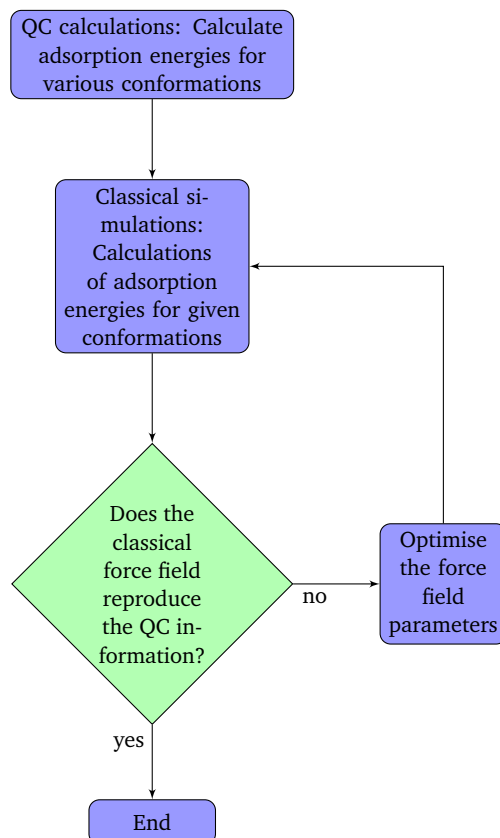 QC calculations: Calculate
adsorption energies for
various conformations
Classical si-
mulations:
Calculations
of adsorption
energies for given
conformations
Does the
classical
force field
reproduce
the QC in-
formation?
no
Optimise
the force
field
parameters
yes
End